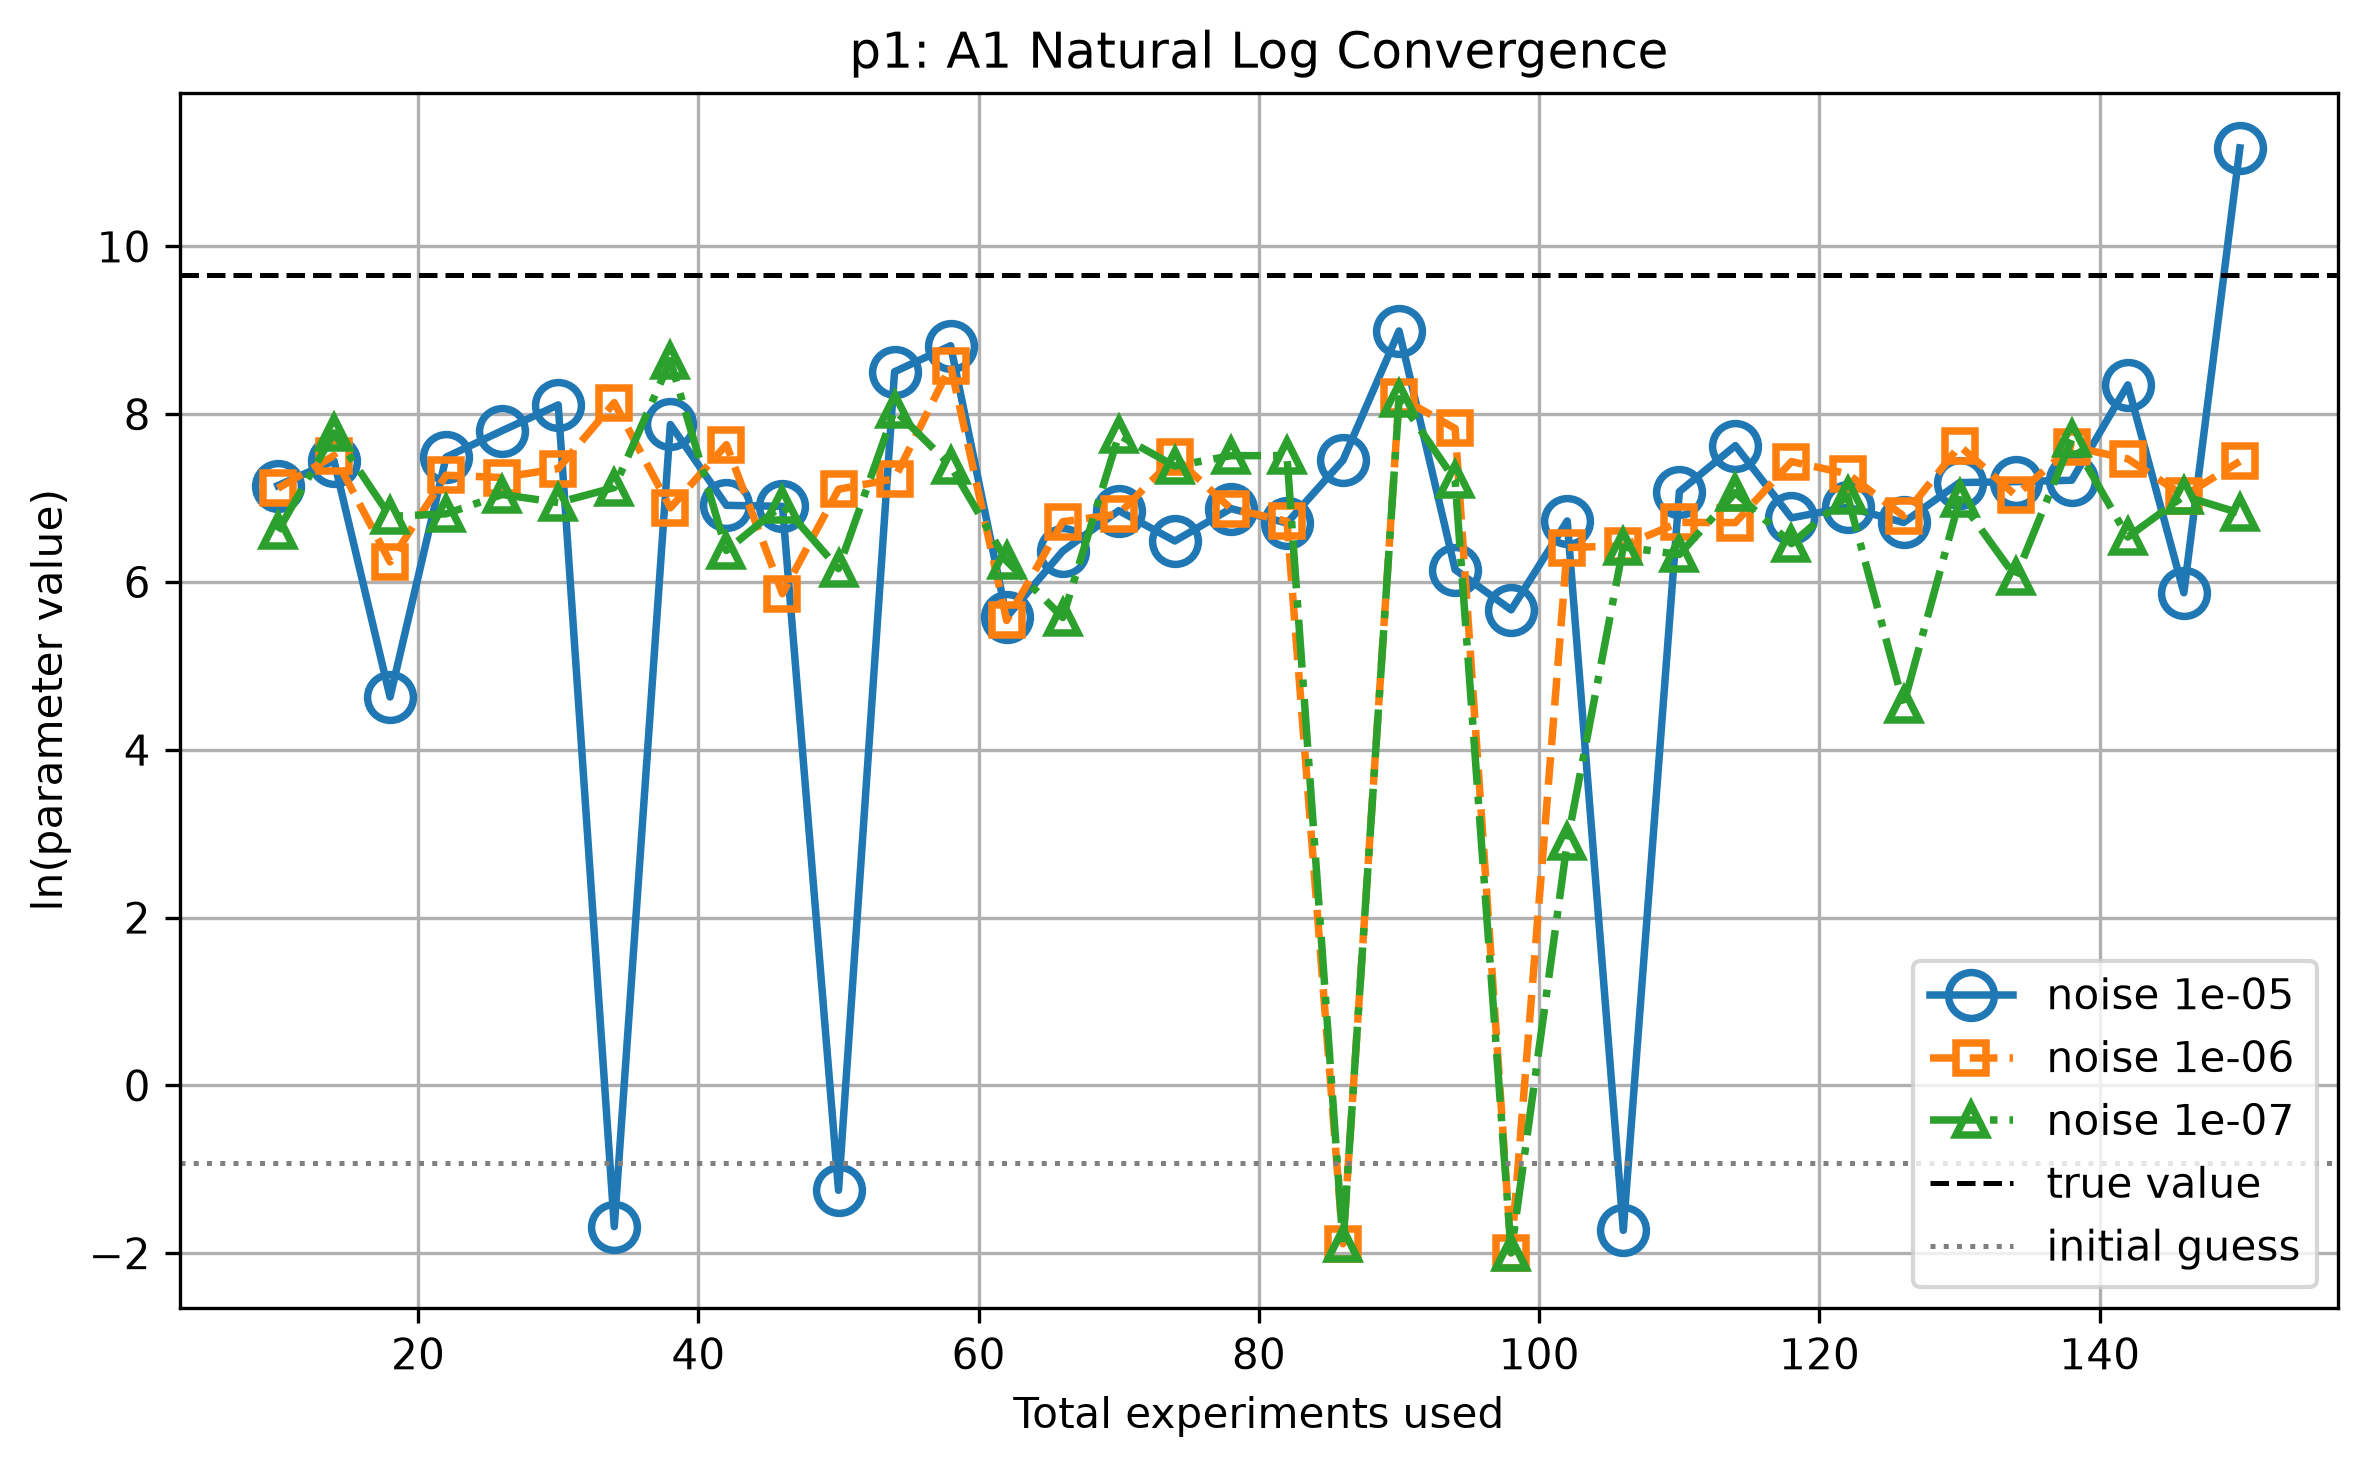 p1: A1 Natural Log Convergence
ln(parameter value)
10
8
6
4
2
0
−2
20 40 60 80 100 120 140
Total experiments used
noise 1e-05
noise 1e-06
noise 1e-07
true value
initial guess